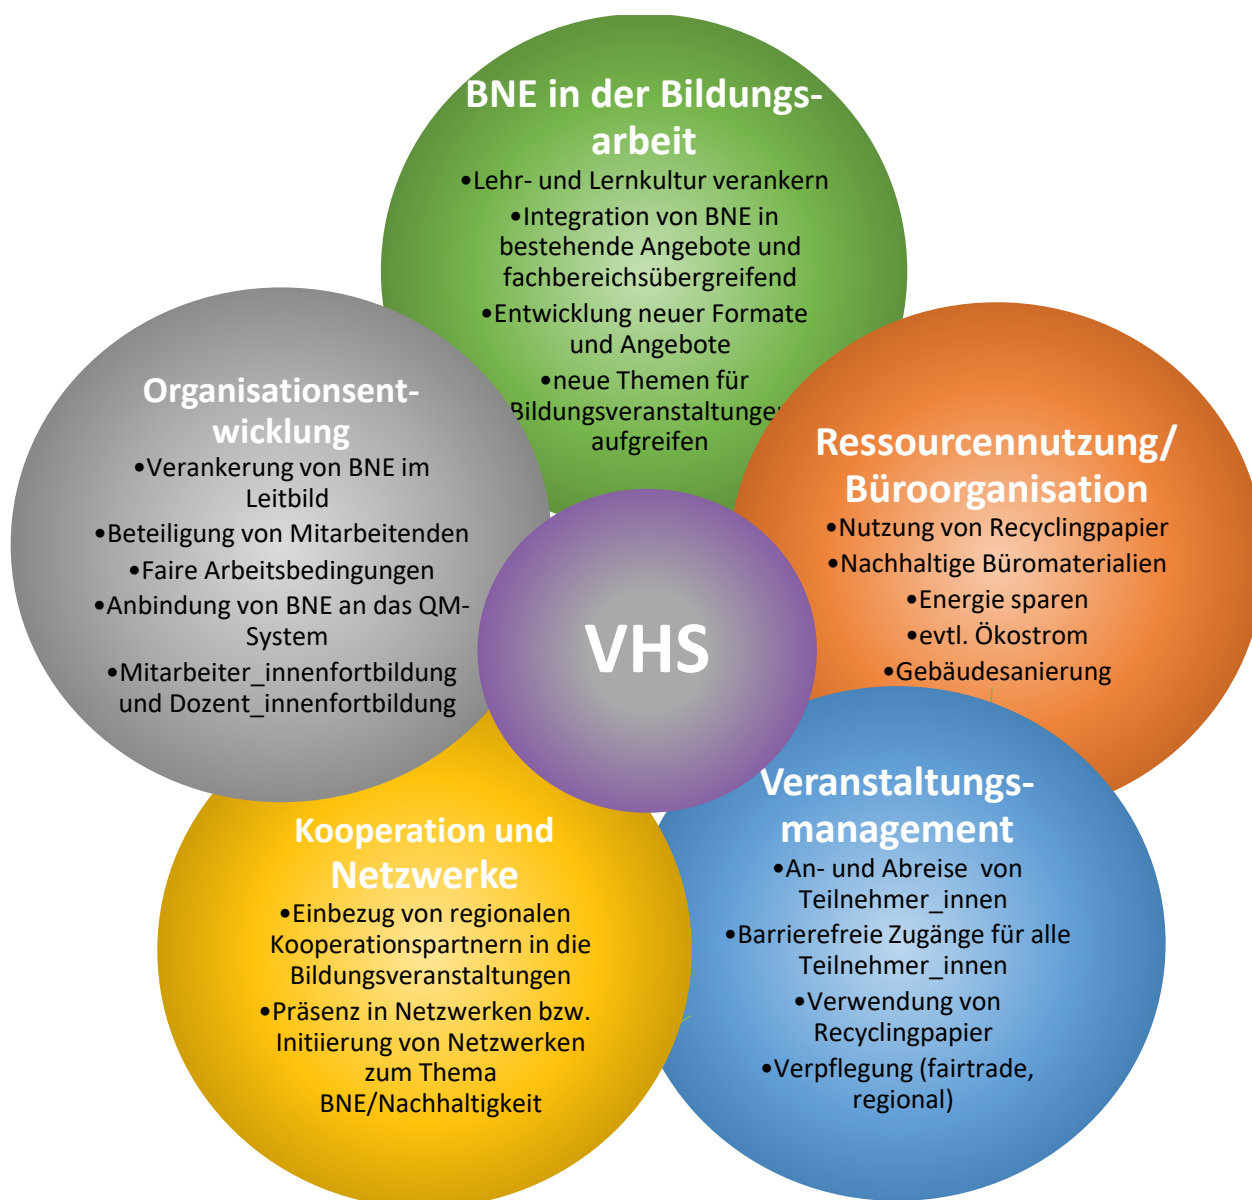 BNE in der Bildungs-
arbeit
•Lehr- und Lernkultur verankern
•Integration von BNE in
bestehende Angebote und
fachbereichsübergreifend
•Entwicklung neuer Formate
und Angebote
•neue Themen für
Bildungsveranstaltungen
aufgreifen
Ressourcennutzung/
Büroorganisation
•Nutzung von Recyclingpapier
•Nachhaltige Büromaterialien
•Energie sparen
•evtl. Ökostrom
•Gebäudesanierung
Veranstaltungs-
management
•An- und Abreise von
Teilnehmer_innen
•Barrierefreie Zugänge für alle
Teilnehmer_innen
•Verwendung von
Recyclingpapier
•Verpflegung (fairtrade,
regional)
Kooperation und
Netzwerke
•Einbezug von regionalen
Kooperationspartnern in die
Bildungsveranstaltungen
•Präsenz in Netzwerken bzw.
Initiierung von Netzwerken
zum Thema
BNE/Nachhaltigkeit
Organisationsent-
wicklung
•Verankerung von BNE im
Leitbild
•Beteiligung von Mitarbeitenden
•Faire Arbeitsbedingungen
•Anbindung von BNE an das QM-
System
•Mitarbeiter_innenfortbildung
und Dozent_innenfortbildung
VHS